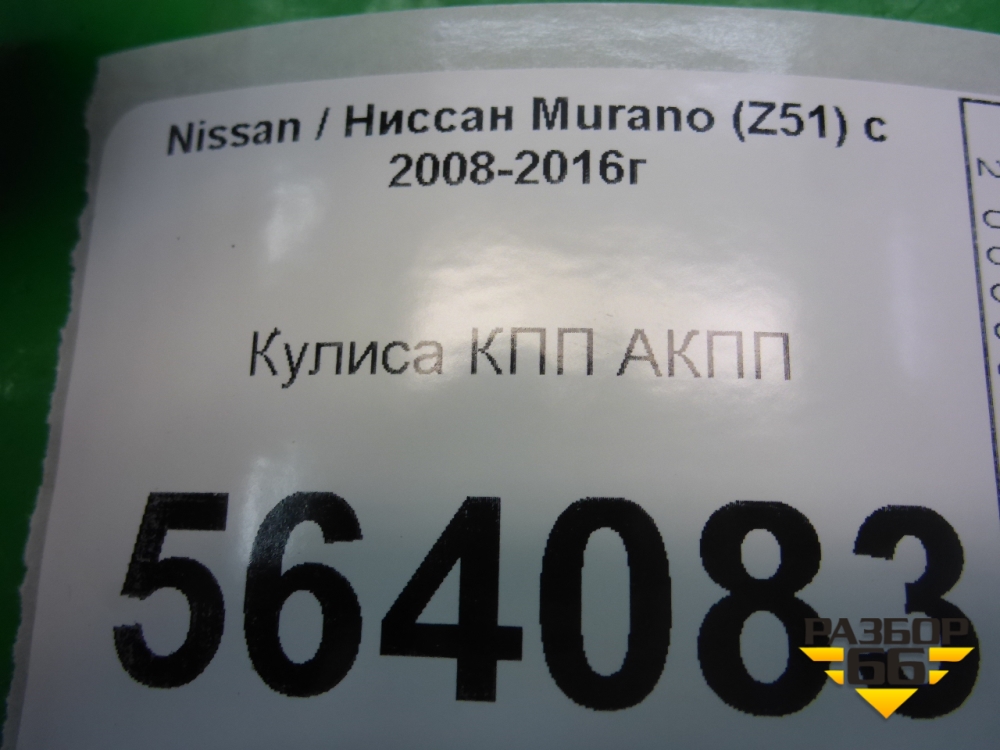 Nissan / Ниссан Murano (Z51) с
2008-2016г
Кулиса КПП АКПП
564083
РАЗБОР
66